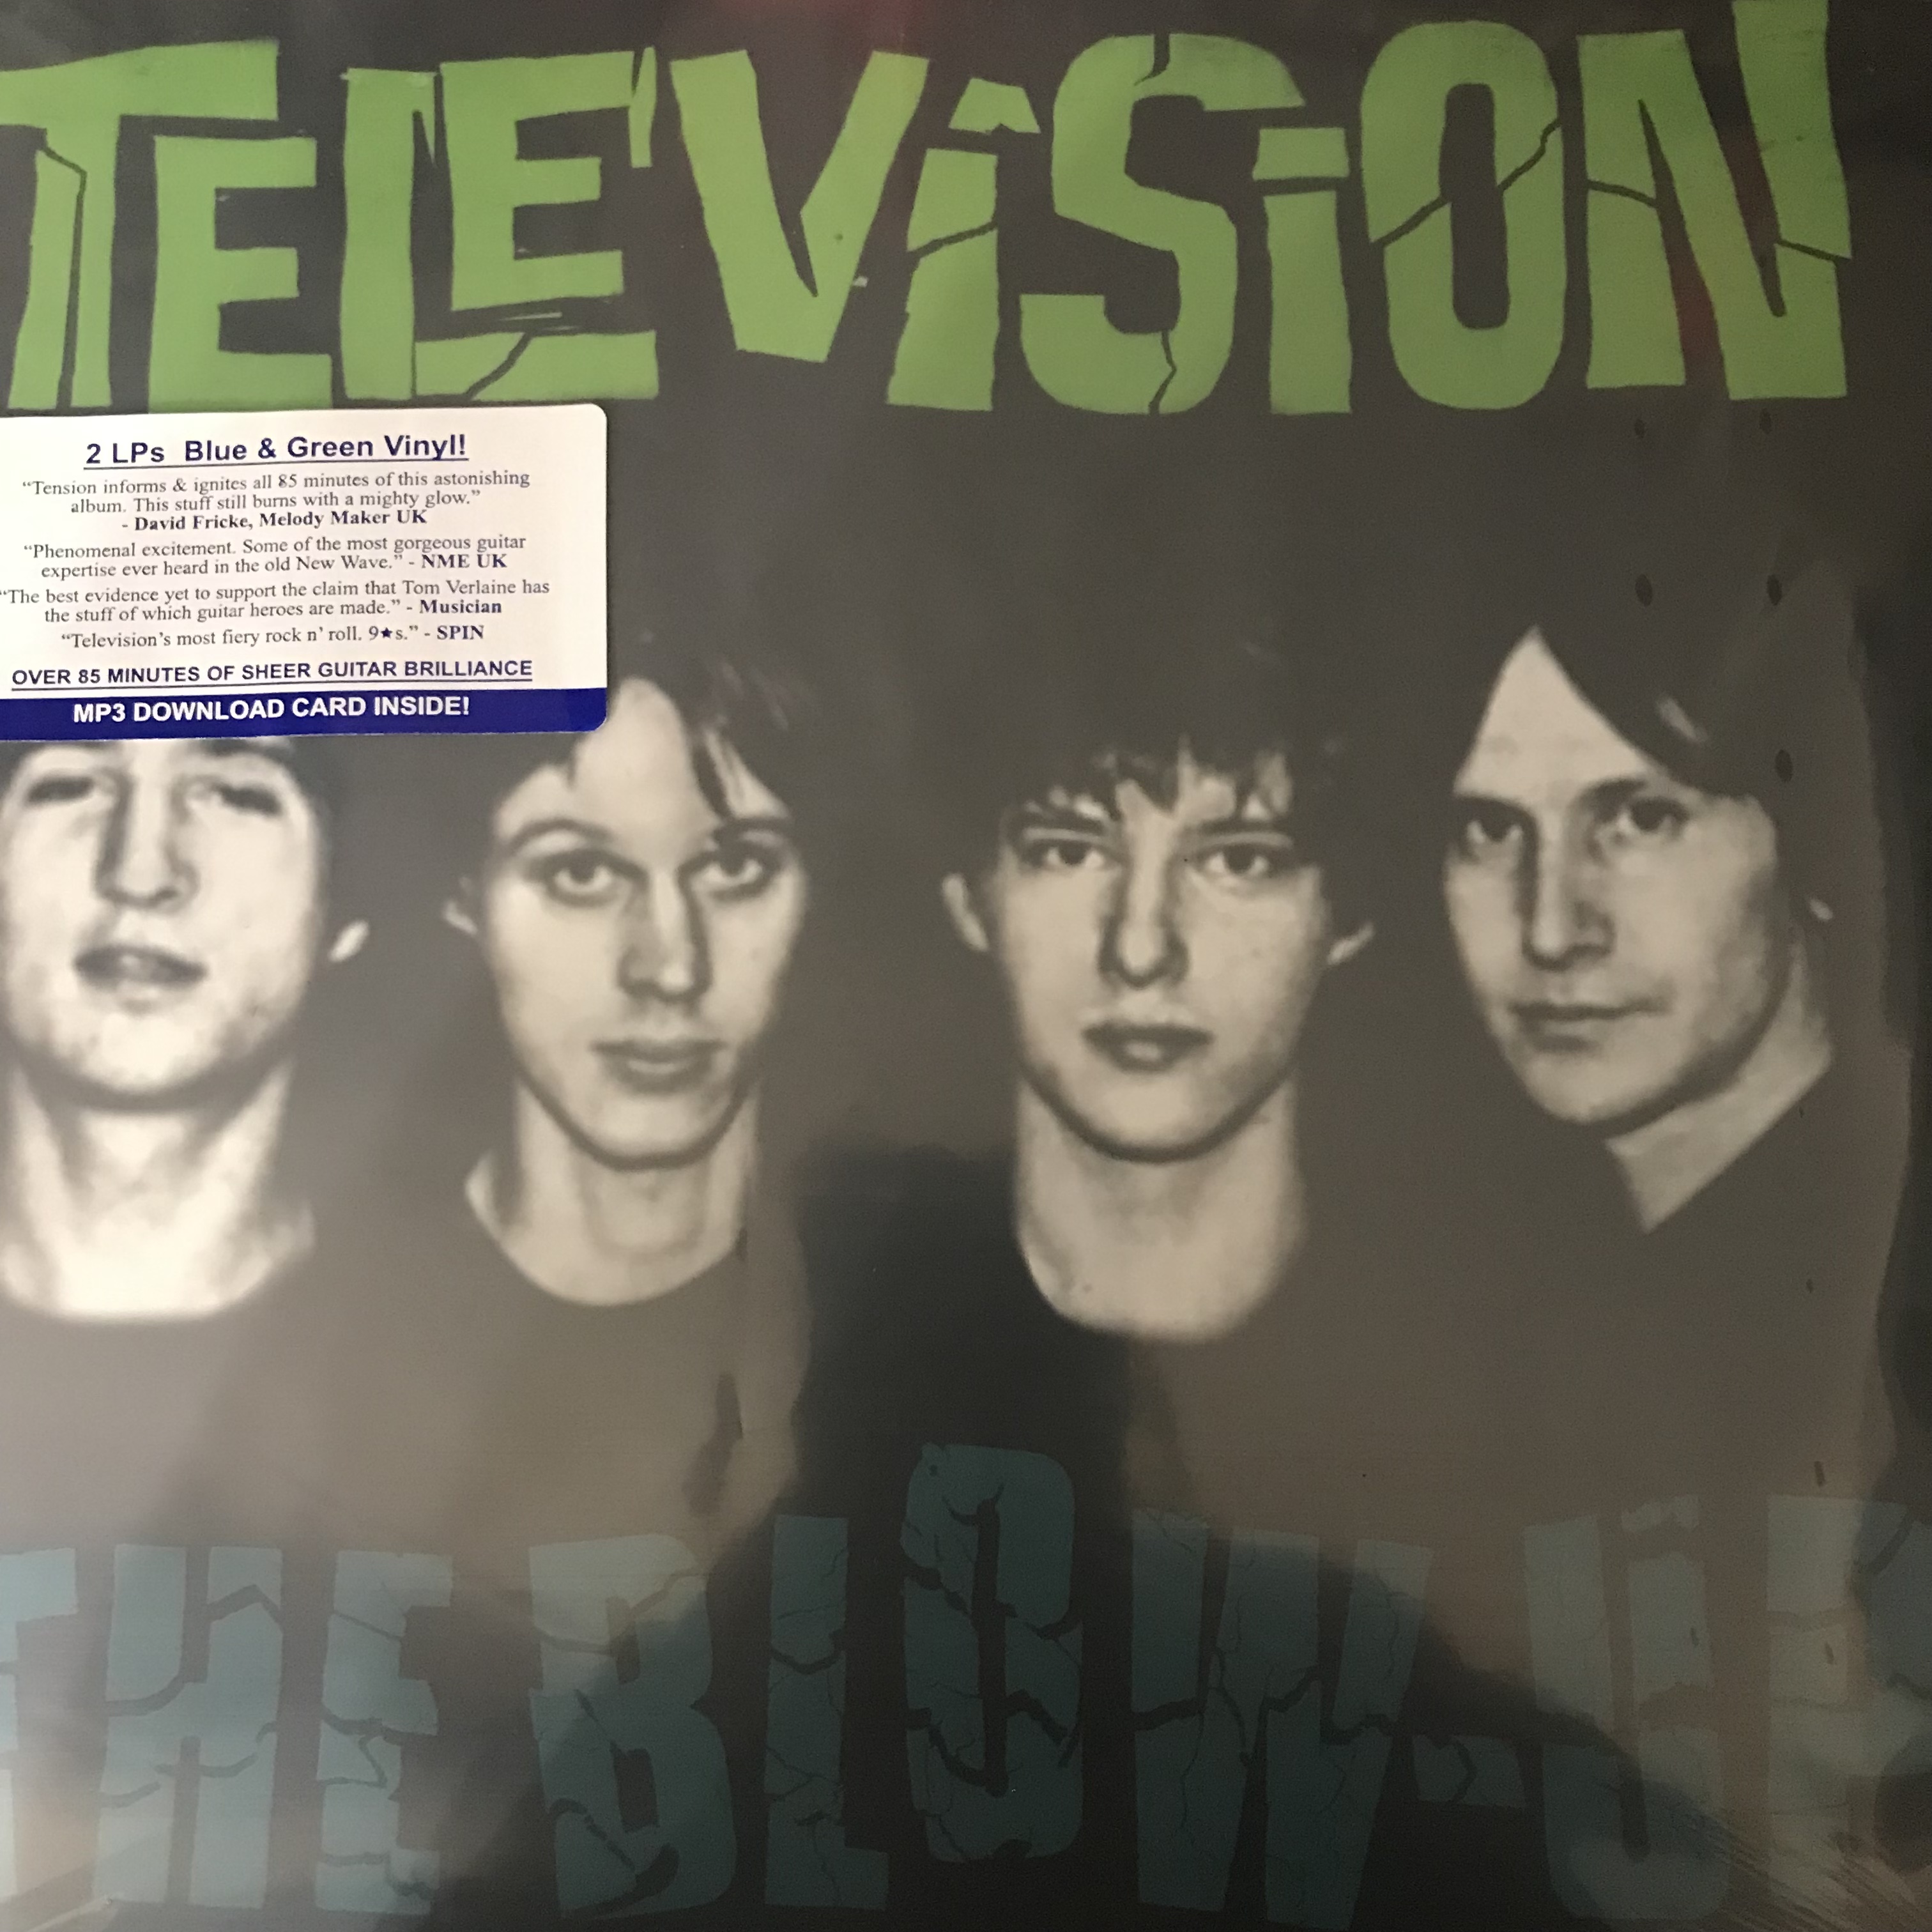 TELEViSiON
2 LPs Blue & Green Vinyl!
“Tension informs & ignites all 85 minutes of this astonishing
album. This stuff still burns with a mighty glow.”
- David Fricke, Melody Maker UK
“Phenomenal excitement. Some of the most gorgeous guitar
expertise ever heard in the old New Wave.” - NME UK
“The best evidence yet to support the claim that Tom Verlaine has
the stuff of which guitar heroes are made.” - Musician
“Television’s most fiery rock n’ roll. 9★s.” - SPIN
OVER 85 MINUTES OF SHEER GUITAR BRILLIANCE
MP3 DOWNLOAD CARD INSIDE!
THE BLOW-UP